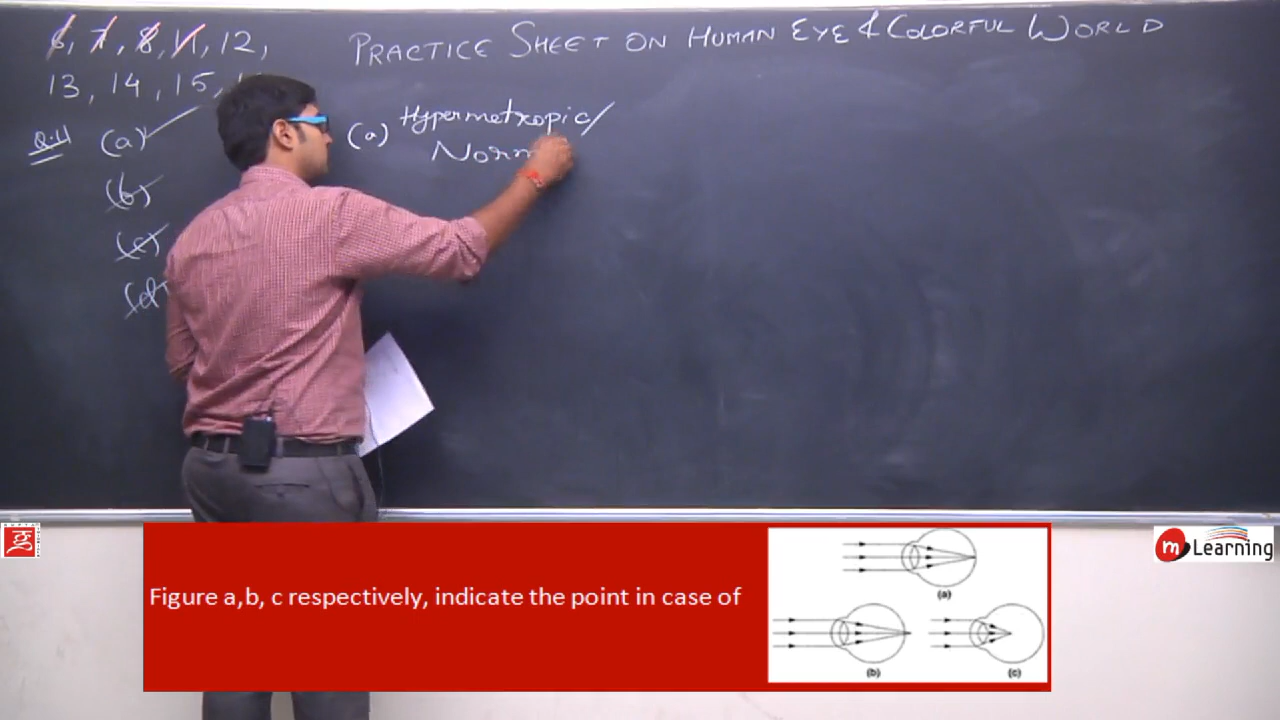 6, 7, 8, 11, 12,
13, 14, 15,
PRACTICE SHEET ON HUMAN EYE & COLORFUL WORLD
(a)
(b)
(c)
(a) Hypermetropic/
Norm
Figure a,b, c respectively, indicate the point in case of
(a)
(b)
(c)
GUPTA
g
m Learning